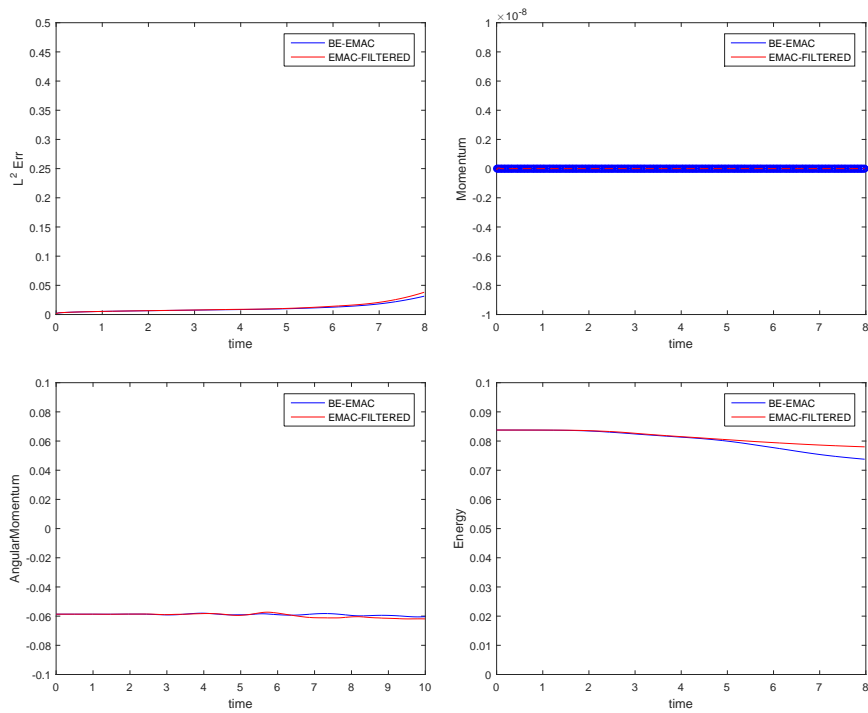 0.5
0.45
0.4
0.35
0.3
0.25
0.2
0.15
0.1
0.05
0
L² Err
0 1 2 3 4 5 6 7 8
time
BE-EMAC
EMAC-FILTERED
×10⁻⁸
1
0.8
0.6
0.4
0.2
0
-0.2
-0.4
-0.6
-0.8
-1
Momentum
0 1 2 3 4 5 6 7 8
time
BE-EMAC
EMAC-FILTERED
0.1
0.08
0.06
0.04
0.02
0
-0.02
-0.04
-0.06
-0.08
-0.1
AngularMomentum
0 1 2 3 4 5 6 7 8 9 10
time
BE-EMAC
EMAC-FILTERED
0.1
0.09
0.08
0.07
0.06
0.05
0.04
0.03
0.02
0.01
0
Energy
0 1 2 3 4 5 6 7 8
time
BE-EMAC
EMAC-FILTERED